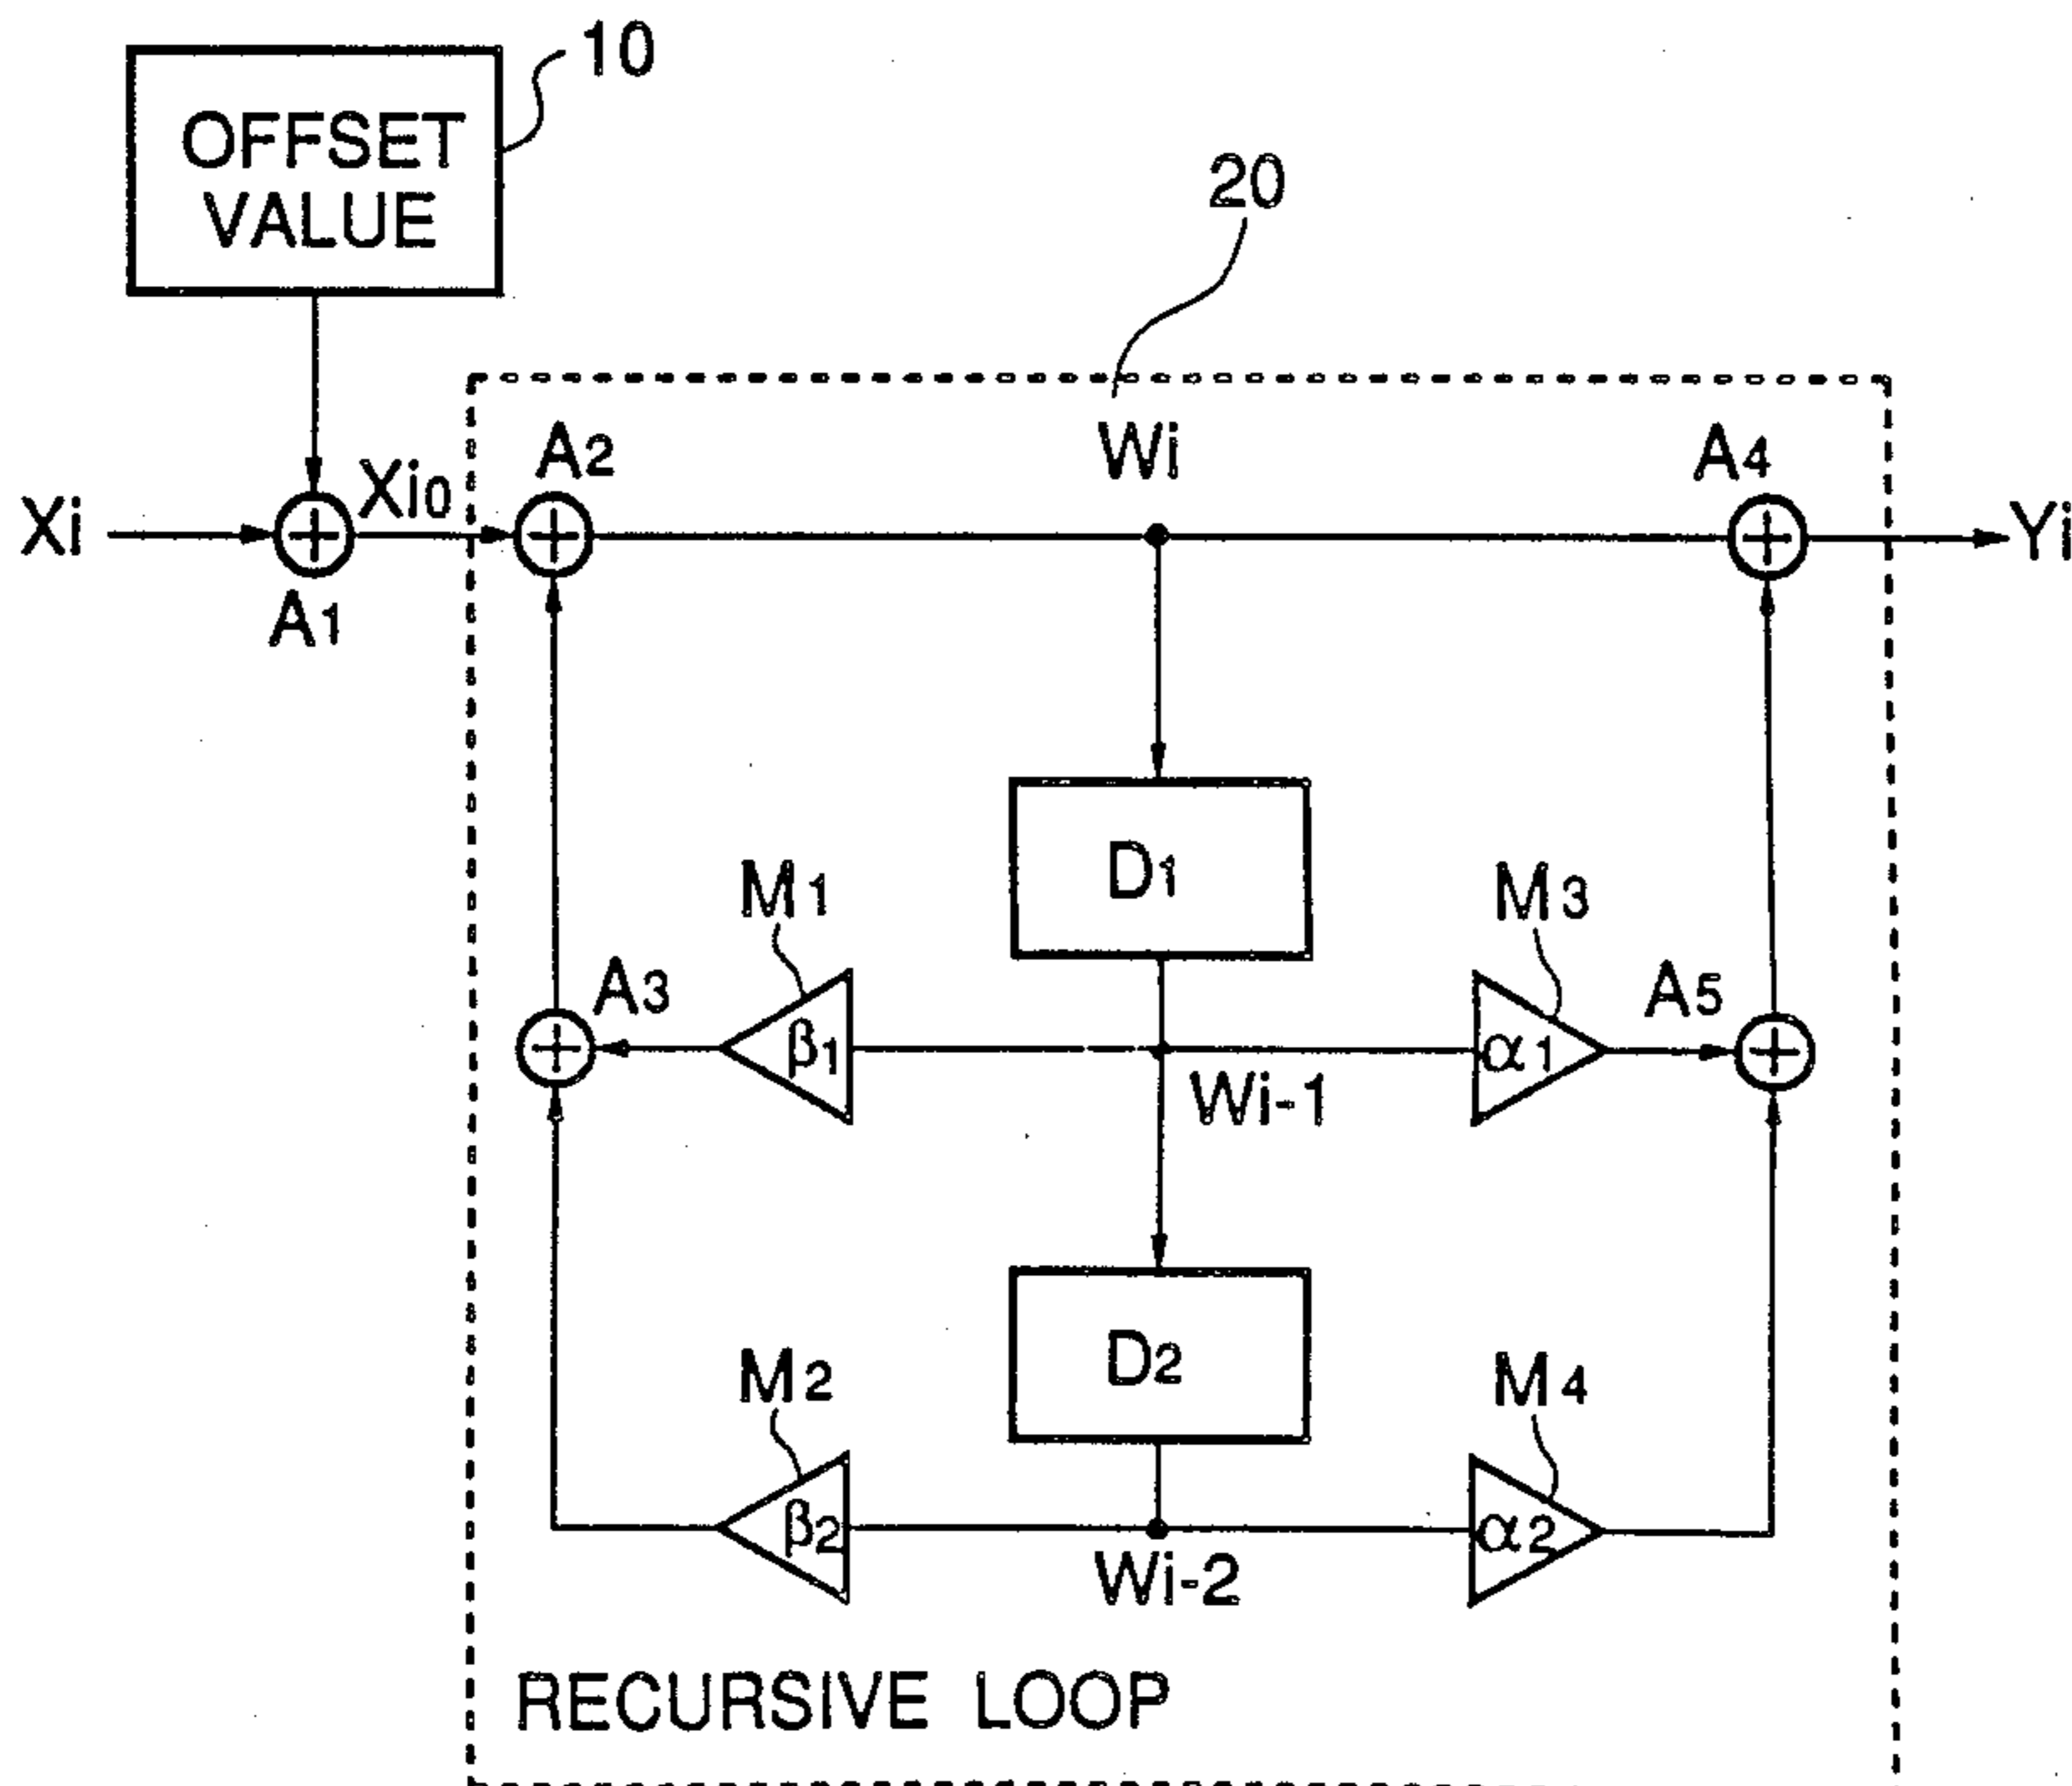 10
OFFSET
VALUE
20
Xi
Xi0
A1
A2
Wi
A4
Yi
D1
M1
M3
A3
β1
α1
A5
Wi-1
D2
M2
M4
β2
α2
Wi-2
RECURSIVE LOOP